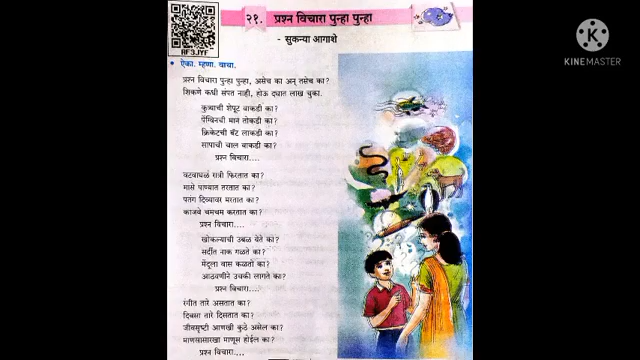 २१. प्रश्न विचारा पुन्हा पुन्हा
- सुकन्या आगाशे
RF3JYF
• ऐका. म्हणा. वाचा.
प्रश्न विचारा पुन्हा पुन्हा, असेच का अन् तसेच का?
शिकणे कधी संपत नाही, होऊ द्यात लाख चुका.
कुत्र्याची शेपूट वाकडी का?
पेंग्विनची मान तोकडी का?
क्रिकेटची बॅट लाकडी का?
सापाची चाल वाकडी का?
प्रश्न विचारा....
वटवाघळं रात्री फिरतात का?
मासे पाण्यात तरतात का?
पतंग दिव्यावर मरतात का?
काजवे चमचम करतात का?
प्रश्न विचारा....
खोकल्याची उबळ येते का?
सर्दीत नाक गळते का?
मेंदूला वास कळतो का?
आठवणीने उचकी लागते का?
प्रश्न विचारा....
रंगीत तारे असतात का?
दिवसा तारे दिसतात का?
जीवसृष्टी आणखी कुठे असेल का?
माणसासारखा माणूस होईल का?
प्रश्न विचारा....
K
KINEMASTER